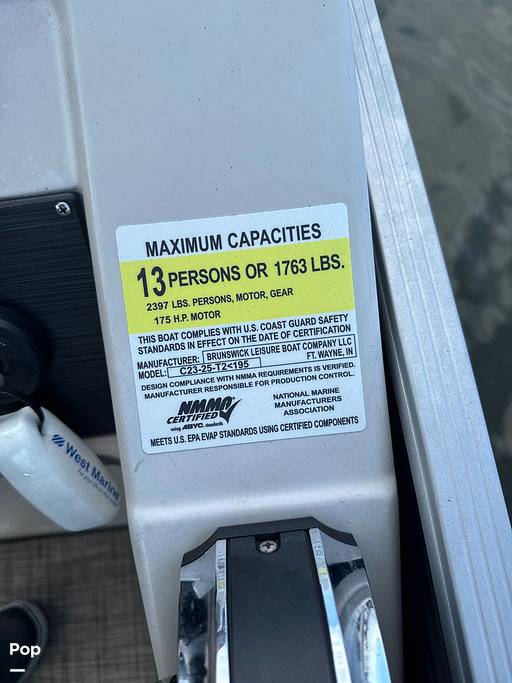 MAXIMUM CAPACITIES
13 PERSONS OR 1763 LBS.
2397 LBS. PERSONS, MOTOR, GEAR
175 H.P. MOTOR
THIS BOAT COMPLIES WITH U.S. COAST GUARD SAFETY
STANDARDS IN EFFECT ON THE DATE OF CERTIFICATION
MANUFACTURER: BRUNSWICK LEISURE BOAT COMPANY LLC
MODEL: C23-25-T2<195 FT. WAYNE, IN
DESIGN COMPLIANCE WITH NMMA REQUIREMENTS IS VERIFIED.
MANUFACTURER RESPONSIBLE FOR PRODUCTION CONTROL.
NMMA
CERTIFIED
using ABYC. standards
NATIONAL MARINE
MANUFACTURERS
ASSOCIATION
MEETS U.S. EPA EVAP STANDARDS USING CERTIFIED COMPONENTS
West Marine
Pop